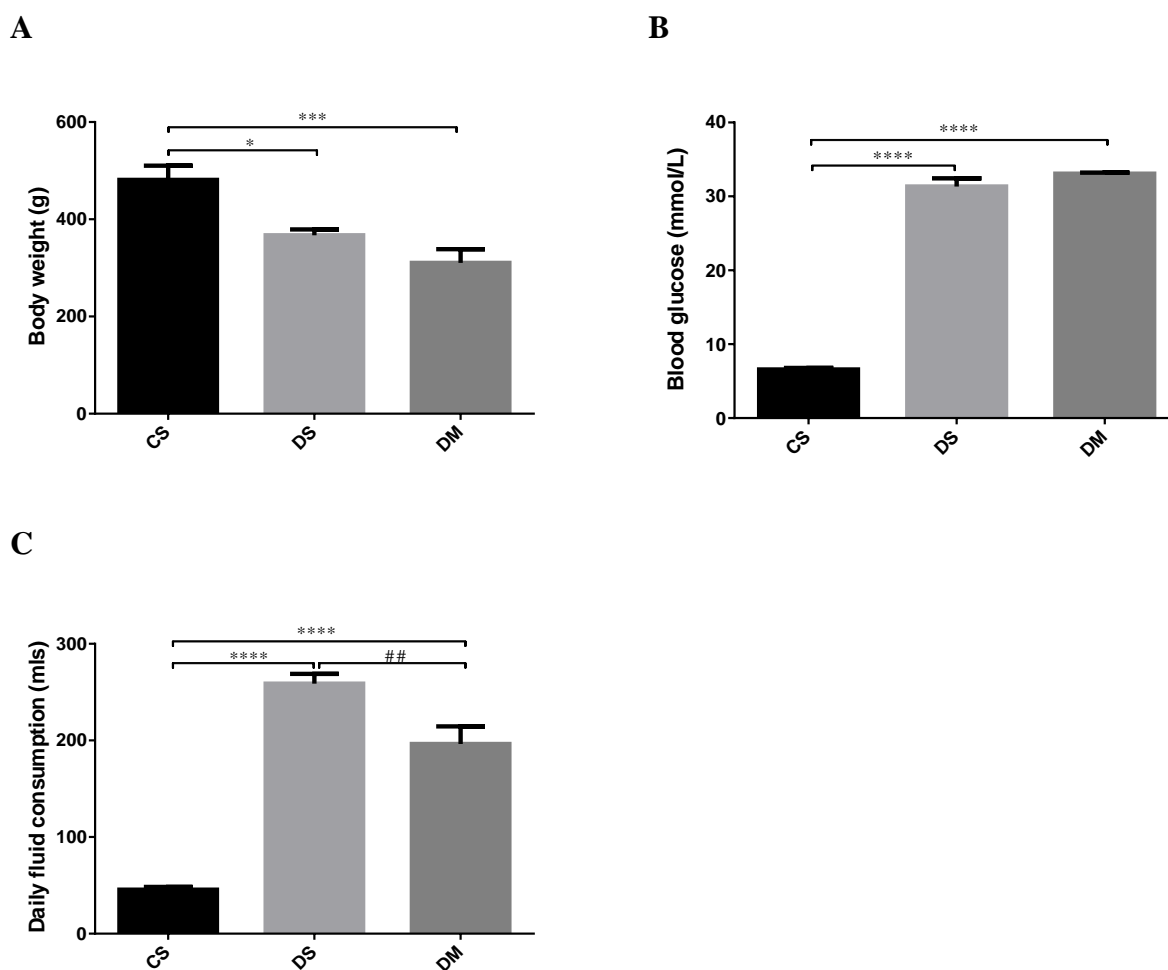 A
Body weight (g)
600
400
200
0
***
*
CS
DS
DM
B
Blood glucose (mmol/L)
40
30
20
10
0
****
****
CS
DS
DM
C
Daily fluid consumption (mls)
300
200
100
0
****
****
##
CS
DS
DM